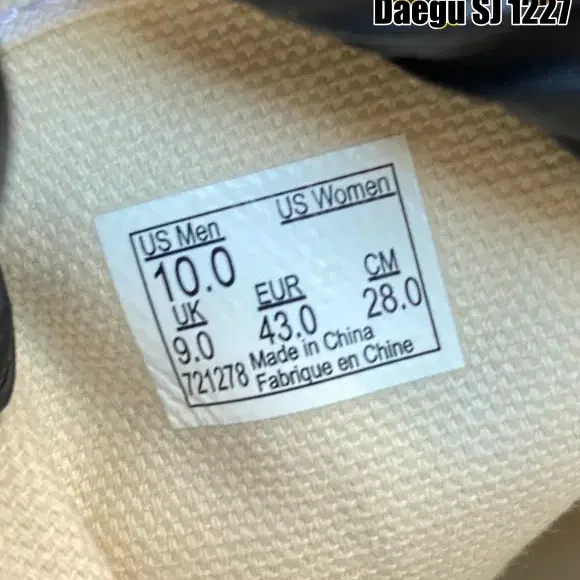 Daegu SJ 1227
US Men US Women
10.0
UK EUR CM
9.0 43.0 28.0
721278 Made in China
Fabrique en Chine